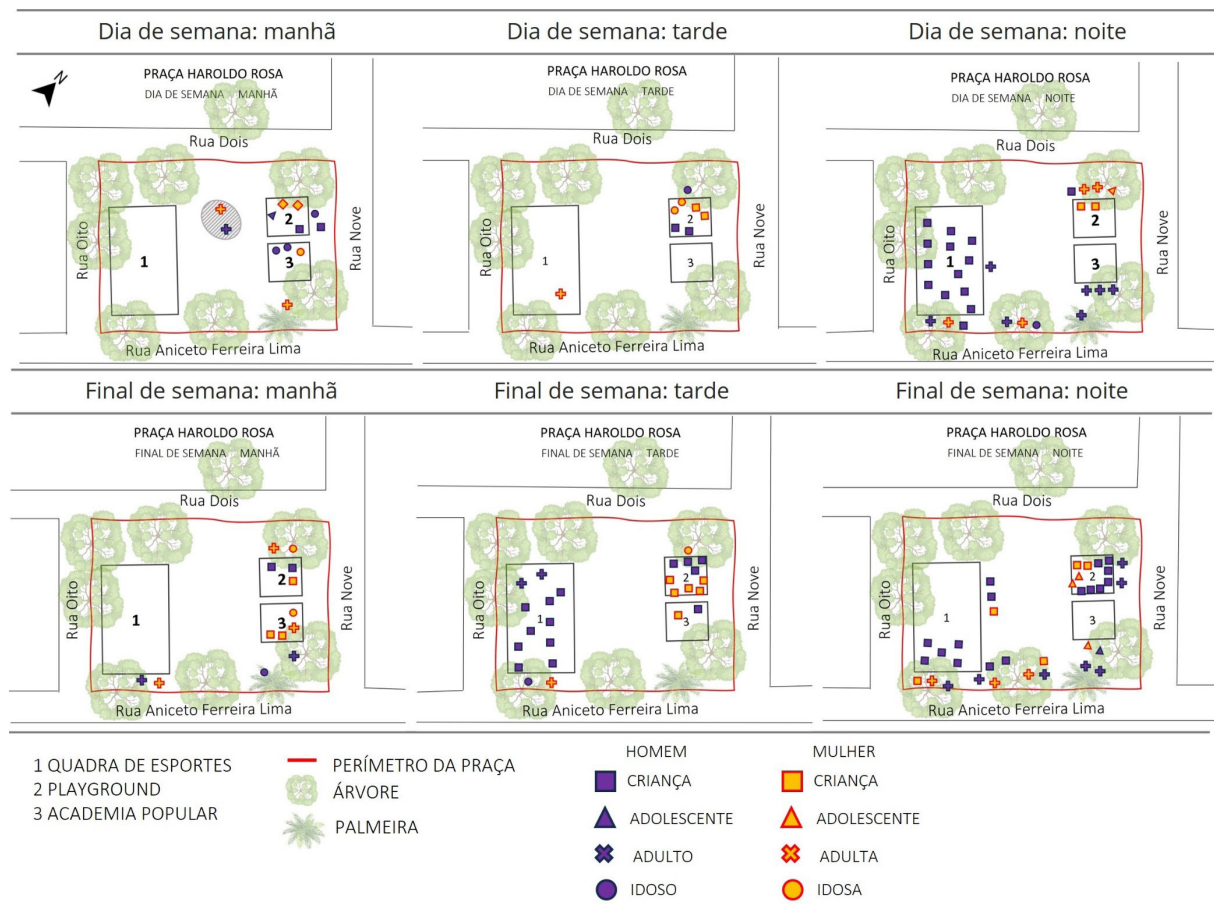 Dia de semana: manhã
Dia de semana: tarde
Dia de semana: noite
N
PRAÇA HAROLDO ROSA
DIA DE SEMANA MANHÃ
Rua Dois
Rua Oito
1
2
3
Rua Nove
Rua Aniceto Ferreira Lima
PRAÇA HAROLDO ROSA
DIA DE SEMANA TARDE
Rua Dois
Rua Oito
1
2
3
Rua Nove
Rua Aniceto Ferreira Lima
PRAÇA HAROLDO ROSA
DIA DE SEMANA NOITE
Rua Dois
Rua Oito
1
2
3
Rua Nove
Rua Aniceto Ferreira Lima
Final de semana: manhã
Final de semana: tarde
Final de semana: noite
PRAÇA HAROLDO ROSA
FINAL DE SEMANA MANHÃ
Rua Dois
Rua Oito
1
2
3
Rua Nove
Rua Aniceto Ferreira Lima
PRAÇA HAROLDO ROSA
FINAL DE SEMANA TARDE
Rua Dois
Rua Oito
1
2
3
Rua Nove
Rua Aniceto Ferreira Lima
PRAÇA HAROLDO ROSA
FINAL DE SEMANA NOITE
Rua Dois
Rua Oito
1
2
3
Rua Nove
Rua Aniceto Ferreira Lima
1 QUADRA DE ESPORTES
2 PLAYGROUND
3 ACADEMIA POPULAR
PERÍMETRO DA PRAÇA
ÁRVORE
PALMEIRA
HOMEM
CRIANÇA
ADOLESCENTE
ADULTO
IDOSO
MULHER
CRIANÇA
ADOLESCENTE
ADULTA
IDOSA